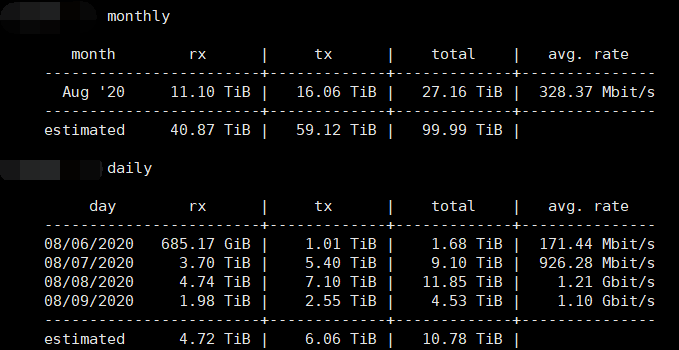 monthly
month rx | tx | total | avg. rate
------------------------+-------------+-------------+---------------
Aug '20 11.10 TiB | 16.06 TiB | 27.16 TiB | 328.37 Mbit/s
------------------------+-------------+-------------+---------------
estimated 40.87 TiB | 59.12 TiB | 99.99 TiB |
daily
day rx | tx | total | avg. rate
------------------------+-------------+-------------+---------------
08/06/2020 685.17 GiB | 1.01 TiB | 1.68 TiB | 171.44 Mbit/s
08/07/2020 3.70 TiB | 5.40 TiB | 9.10 TiB | 926.28 Mbit/s
08/08/2020 4.74 TiB | 7.10 TiB | 11.85 TiB | 1.21 Gbit/s
08/09/2020 1.98 TiB | 2.55 TiB | 4.53 TiB | 1.10 Gbit/s
------------------------+-------------+-------------+---------------
estimated 4.72 TiB | 6.06 TiB | 10.78 TiB |